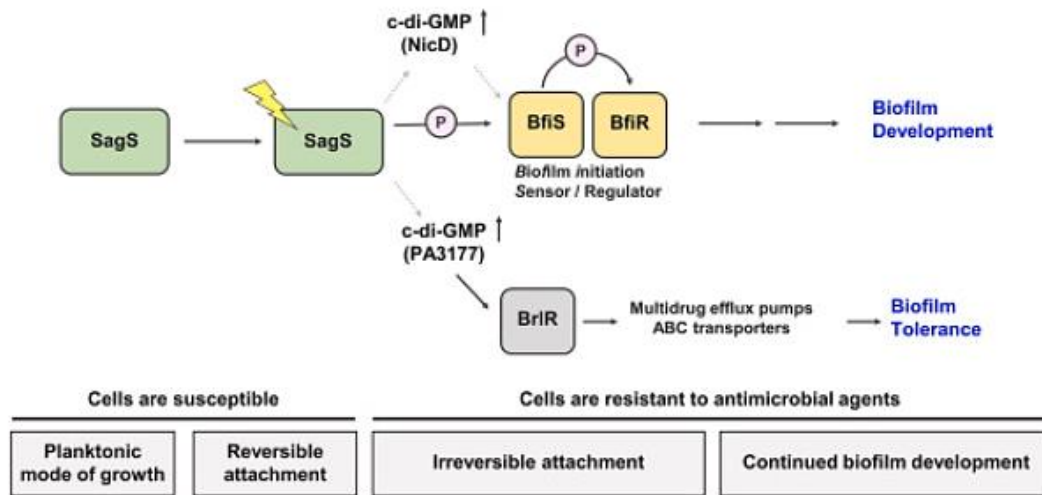 c-di-GMP ↑
(NicD)
P
SagS
SagS
P
BfiS
BfiR
Biofilm
Development
Biofilm initiation
Sensor / Regulator
c-di-GMP ↑
(PA3177)
BrlR
Multidrug efflux pumps
ABC transporters
Biofilm
Tolerance
Cells are susceptible
Cells are resistant to antimicrobial agents
Planktonic
mode of growth
Reversible
attachment
Irreversible attachment
Continued biofilm development